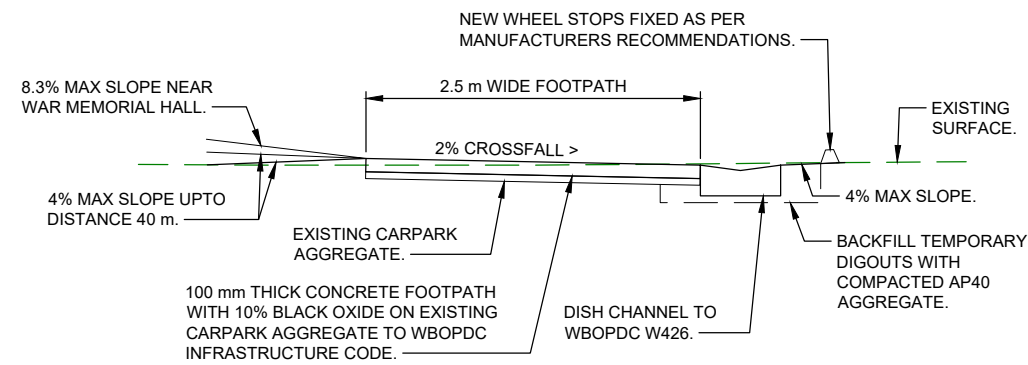 NEW WHEEL STOPS FIXED AS PER
MANUFACTURERS RECOMMENDATIONS.
8.3% MAX SLOPE NEAR
WAR MEMORIAL HALL.
2.5 m WIDE FOOTPATH
EXISTING
SURFACE.
2% CROSSFALL >
4% MAX SLOPE UPTO
DISTANCE 40 m.
4% MAX SLOPE.
EXISTING CARPARK
AGGREGATE.
BACKFILL TEMPORARY
DIGOUTS WITH
COMPACTED AP40
AGGREGATE.
100 mm THICK CONCRETE FOOTPATH
WITH 10% BLACK OXIDE ON EXISTING
CARPARK AGGREGATE TO WBOPDC
INFRASTRUCTURE CODE.
DISH CHANNEL TO
WBOPDC W426.